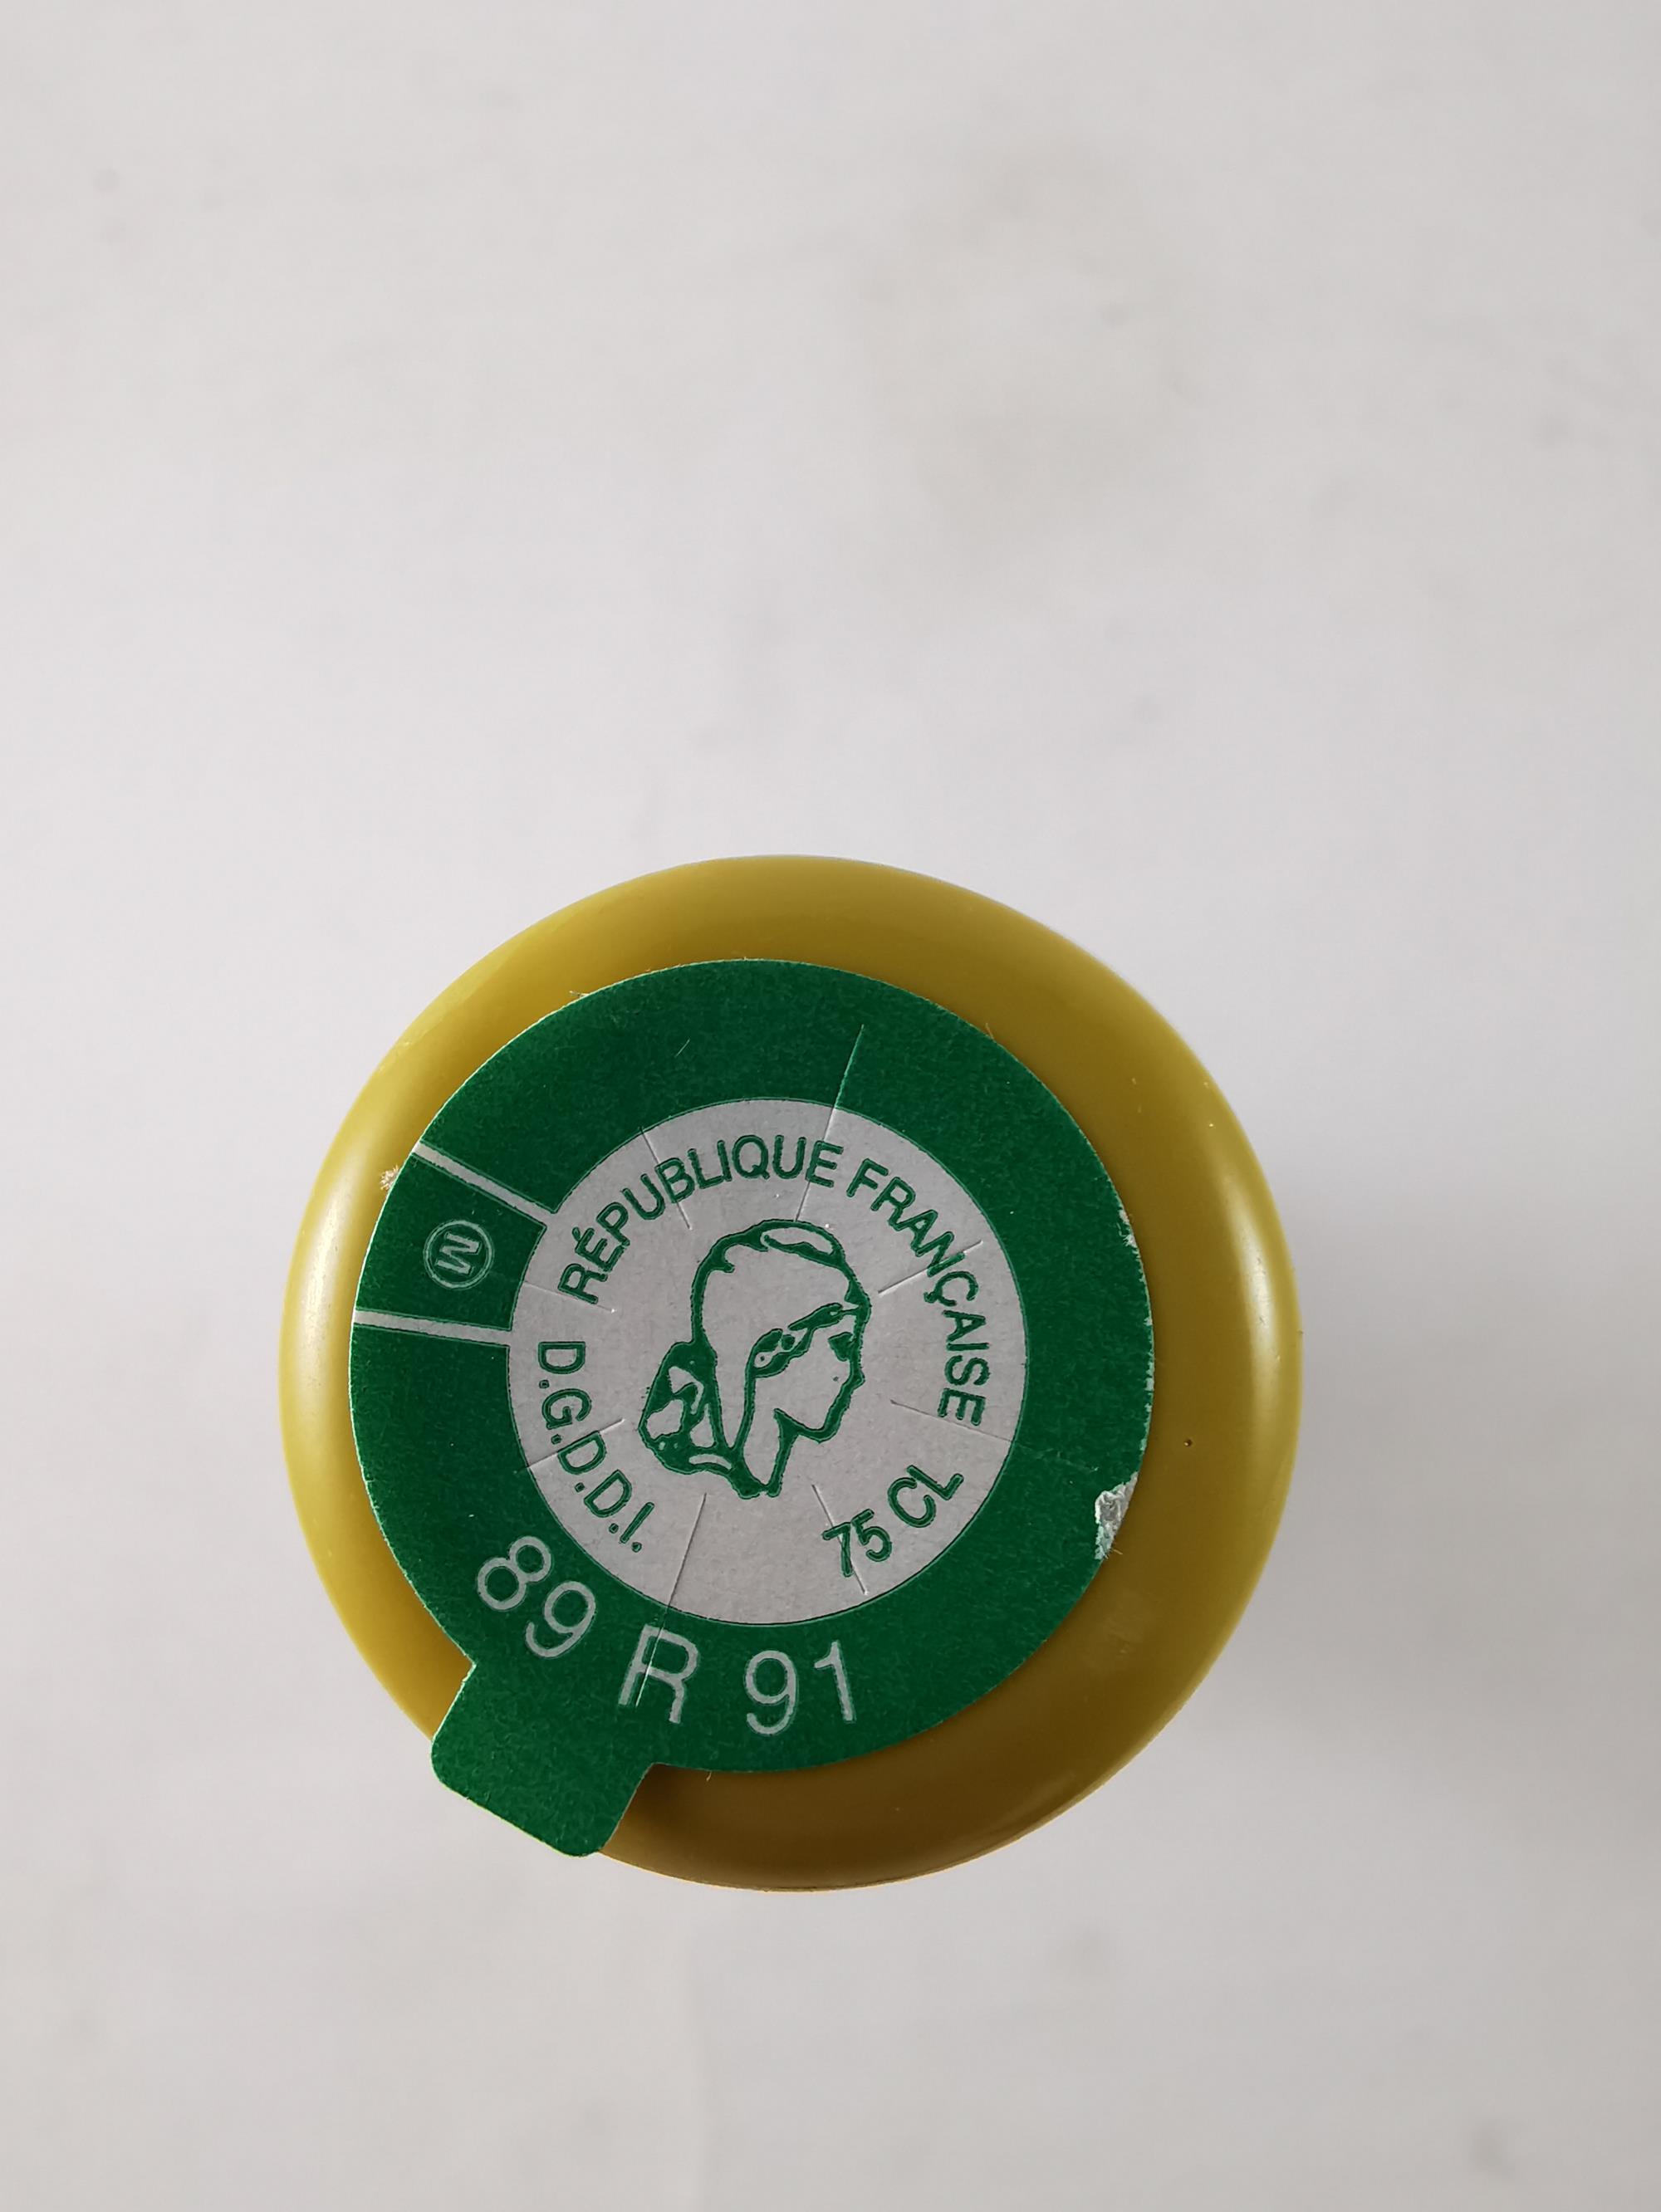 RÉPUBLIQUE FRANÇAISE
D.G.D.D.I.
75 CL
89 R 91
M